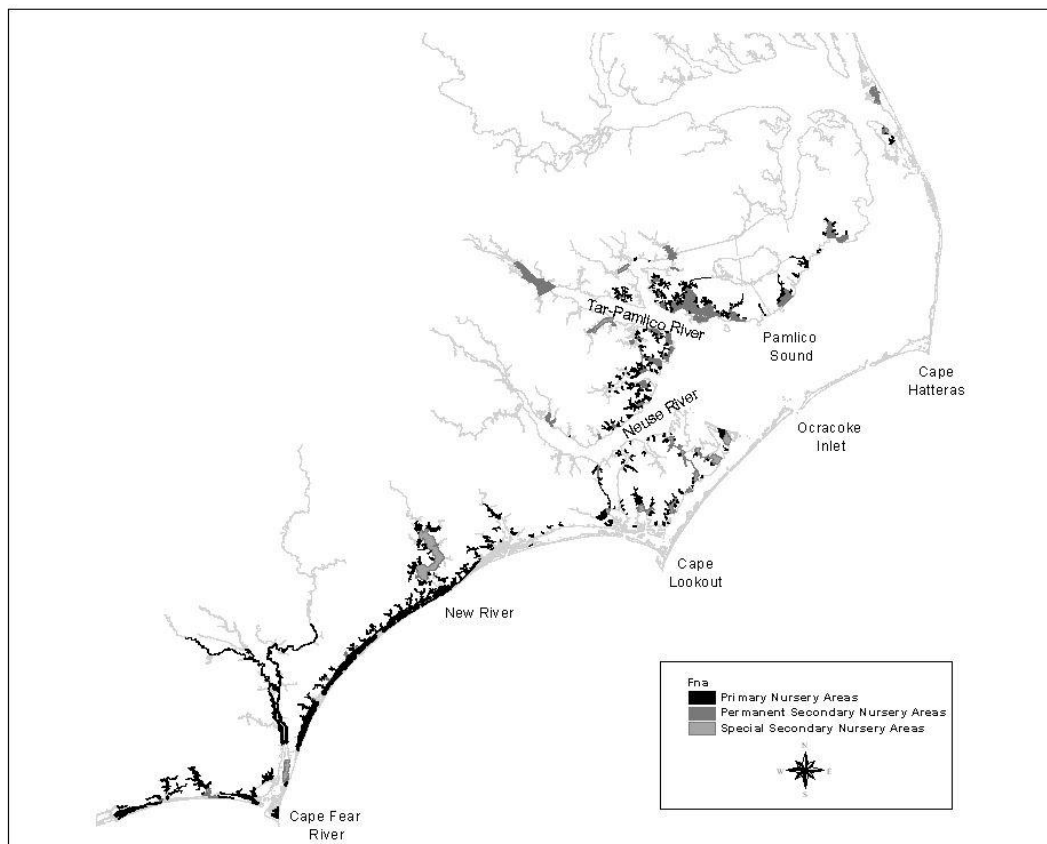 Tar-Pamlico River
Pamlico
Sound
Cape
Hatteras
Neuse River
Ocracoke
Inlet
Cape
Lookout
New River
Cape Fear
River
Fna
Primary Nursery Areas
Permanent Secondary Nursery Areas
Special Secondary Nursery Areas
N
W E
S